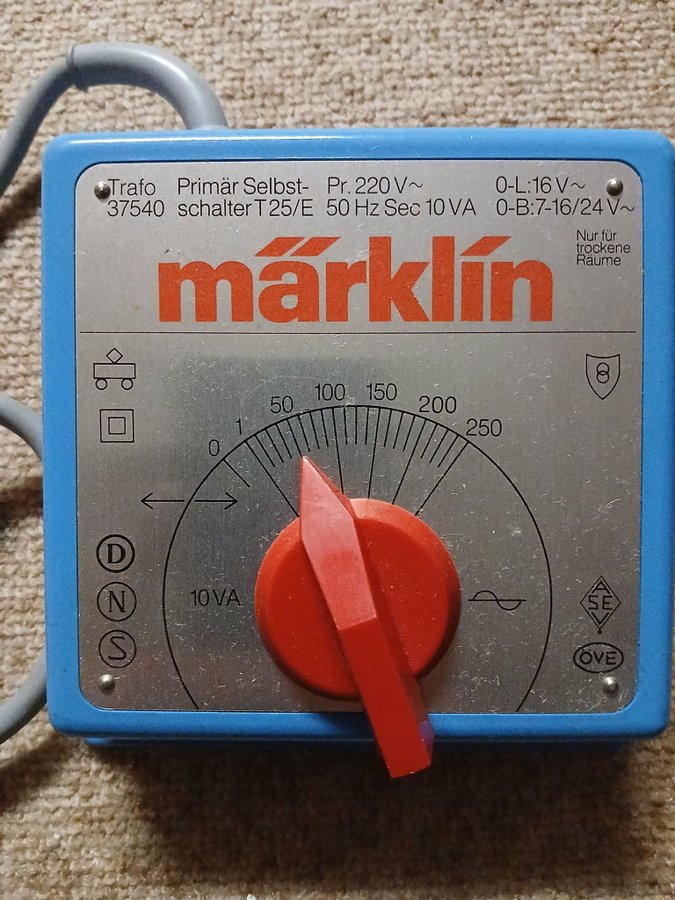 Trafo Primär Selbst- Pr. 220 V~ 0-L:16 V~
37540 schalter T 25/E 50 Hz Sec 10 VA 0-B:7-16/24 V~
Nur für
trockene
Räume
märklin
0 1 50 100 150 200 250
D
N
S
10 VA
ASE
ÖVE